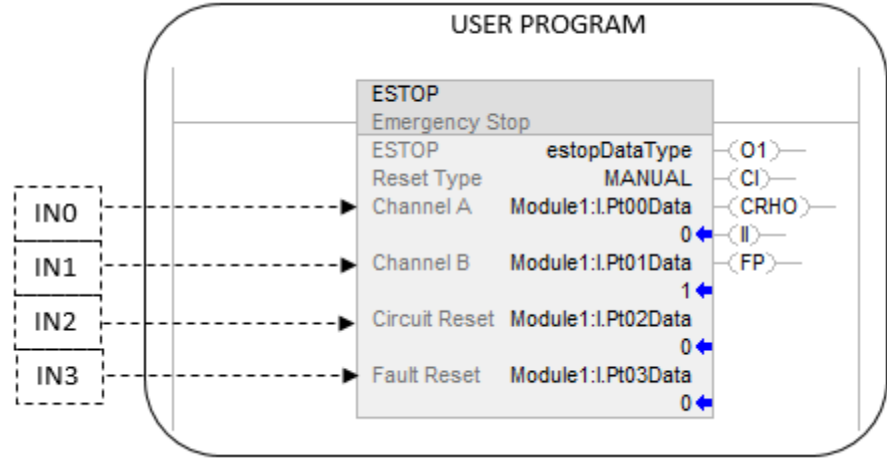 USER PROGRAM
ESTOP
Emergency Stop
ESTOP estopDataType (O1)
Reset Type MANUAL (CI)
IN0 Channel A Module1:I.Pt00Data (CRHO)
0 (II)
IN1 Channel B Module1:I.Pt01Data (FP)
1
IN2 Circuit Reset Module1:I.Pt02Data
0
IN3 Fault Reset Module1:I.Pt03Data
0